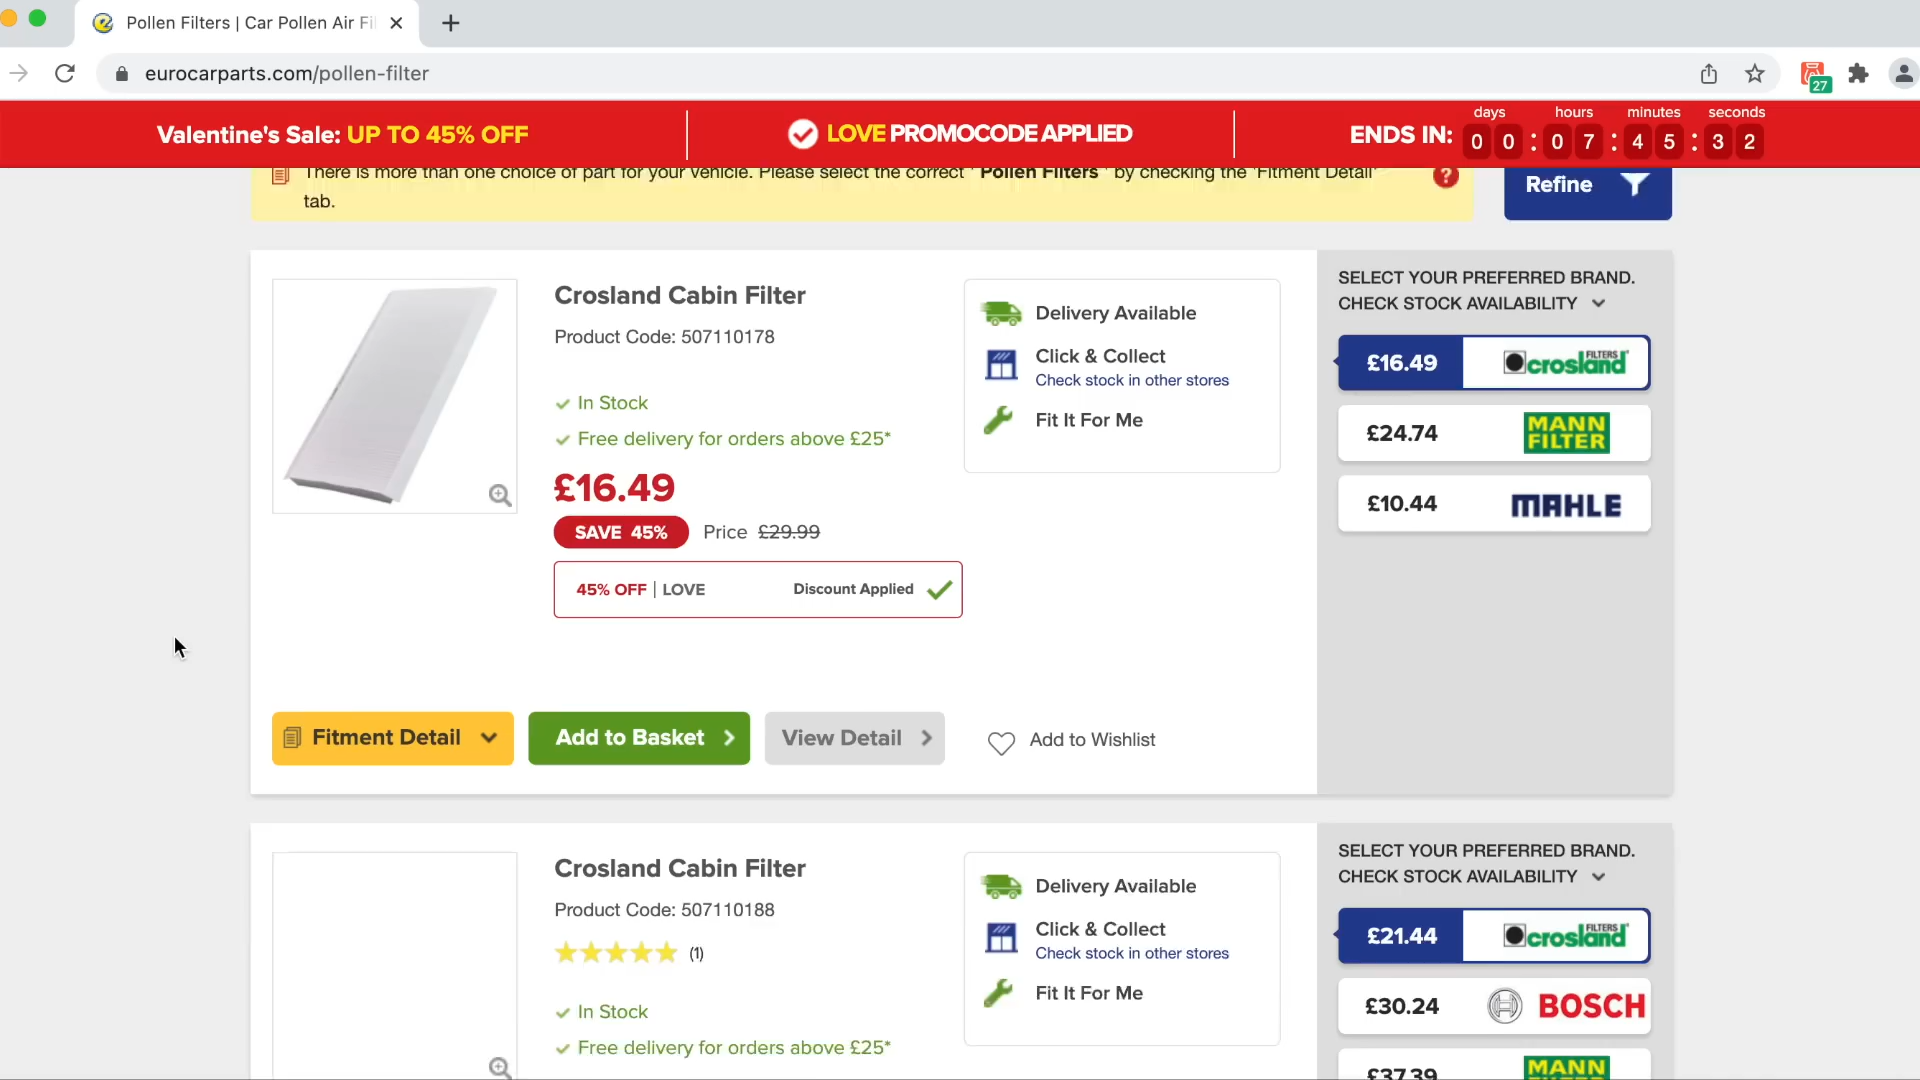 Pollen Filters | Car Pollen Air Fil
eurocarparts.com/pollen-filter
27
Valentine's Sale: UP TO 45% OFF
LOVE PROMOCODE APPLIED
ENDS IN:
days hours minutes seconds
0 0 : 0 7 : 4 5 : 3 2
There is more than one choice of part for your vehicle. Please select the correct "Pollen Filters" by checking the 'Fitment Detail'
tab.
?
Refine
Crosland Cabin Filter
Product Code: 507110178
In Stock
Free delivery for orders above £25*
£16.49
SAVE 45% Price £29.99
45% OFF | LOVE Discount Applied
Delivery Available
Click & Collect
Check stock in other stores
Fit It For Me
SELECT YOUR PREFERRED BRAND.
CHECK STOCK AVAILABILITY
£16.49 crosland FILTERS
£24.74 MANN FILTER
£10.44 MAHLE
Fitment Detail
Add to Basket
View Detail
Add to Wishlist
Crosland Cabin Filter
Product Code: 507110188
(1)
In Stock
Free delivery for orders above £25*
Delivery Available
Click & Collect
Check stock in other stores
Fit It For Me
SELECT YOUR PREFERRED BRAND.
CHECK STOCK AVAILABILITY
£21.44 crosland FILTERS
£30.24 BOSCH
£37.39 MANN